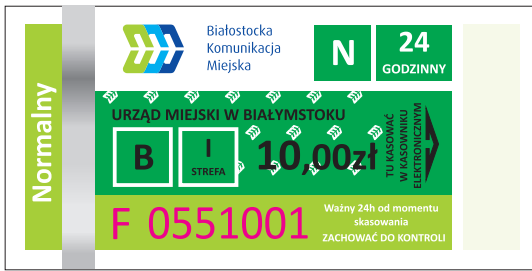 Normalny
Białostocka
Komunikacja
Miejska
N
24
GODZINNY
URZĄD MIEJSKI W BIAŁYMSTOKU
B
I
STREFA
10,00zł
TU KASOWAĆ
W KASOWNIKU
ELEKTRONICZNYM
F 0551001
Ważny 24h od momentu
skasowania
ZACHOWAĆ DO KONTROLI